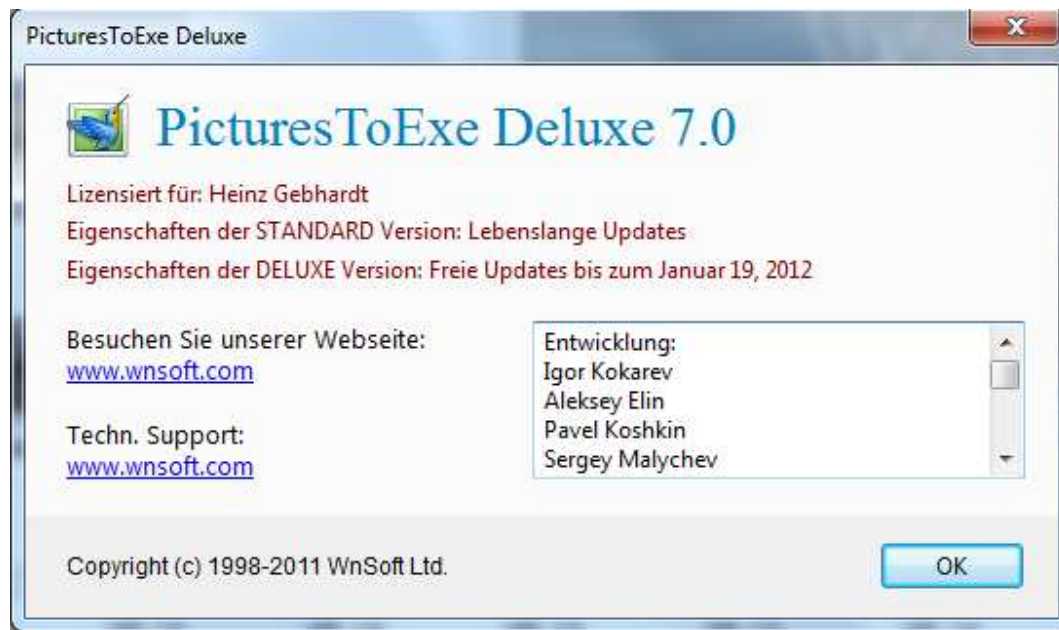 PicturesToExe Deluxe
PicturesToExe Deluxe 7.0
Lizensiert für: Heinz Gebhardt
Eigenschaften der STANDARD Version: Lebenslange Updates
Eigenschaften der DELUXE Version: Freie Updates bis zum Januar 19, 2012
Besuchen Sie unserer Webseite:
www.wnsoft.com
Techn. Support:
www.wnsoft.com
Entwicklung:
Igor Kokarev
Aleksey Elin
Pavel Koshkin
Sergey Malychev
Copyright (c) 1998-2011 WnSoft Ltd.
OK